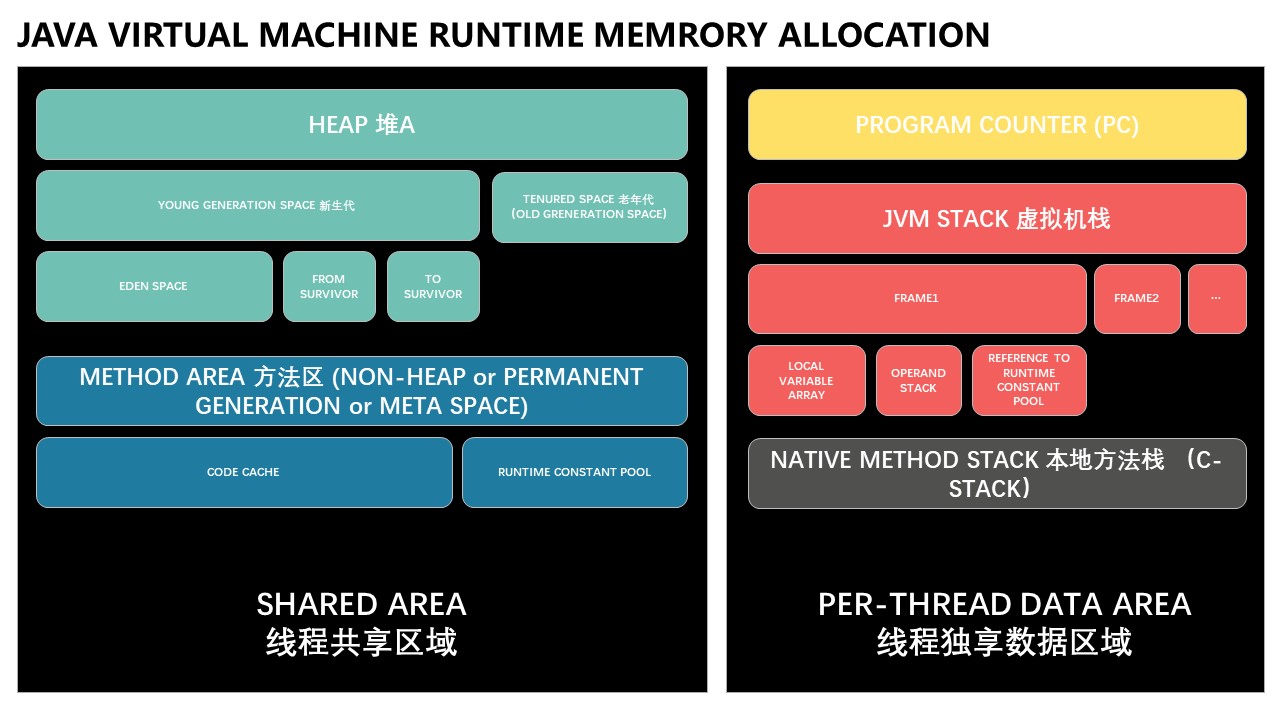 JAVA VIRTUAL MACHINE RUNTIME MEMRORY ALLOCATION
HEAP 堆A
YOUNG GENERATION SPACE 新生代
TENURED SPACE 老年代
(OLD GRENERATION SPACE)
EDEN SPACE
FROM
SURVIVOR
TO
SURVIVOR
METHOD AREA 方法区 (NON-HEAP or PERMANENT
GENERATION or META SPACE)
CODE CACHE
RUNTIME CONSTANT POOL
SHARED AREA
线程共享区域
PROGRAM COUNTER (PC)
JVM STACK 虚拟机栈
FRAME1
FRAME2
...
LOCAL
VARIABLE
ARRAY
OPERAND
STACK
REFERENCE TO
RUNTIME
CONSTANT
POOL
NATIVE METHOD STACK 本地方法栈 （C-
STACK）
PER-THREAD DATA AREA
线程独享数据区域